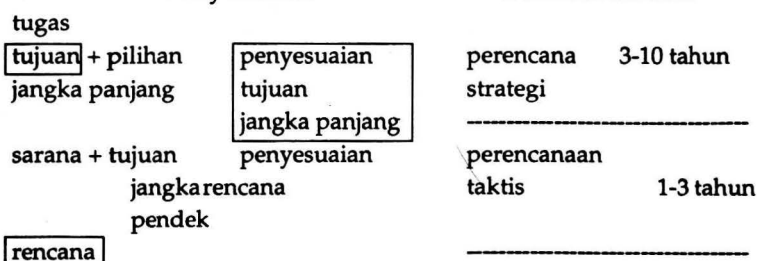 tugas
tujuan + pilihan penyesuaian perencana 3-10 tahun
jangka panjang tujuan strategi
jangka panjang
sarana + tujuan penyesuaian perencanaan
jangka rencana taktis 1-3 tahun
pendek
rencana